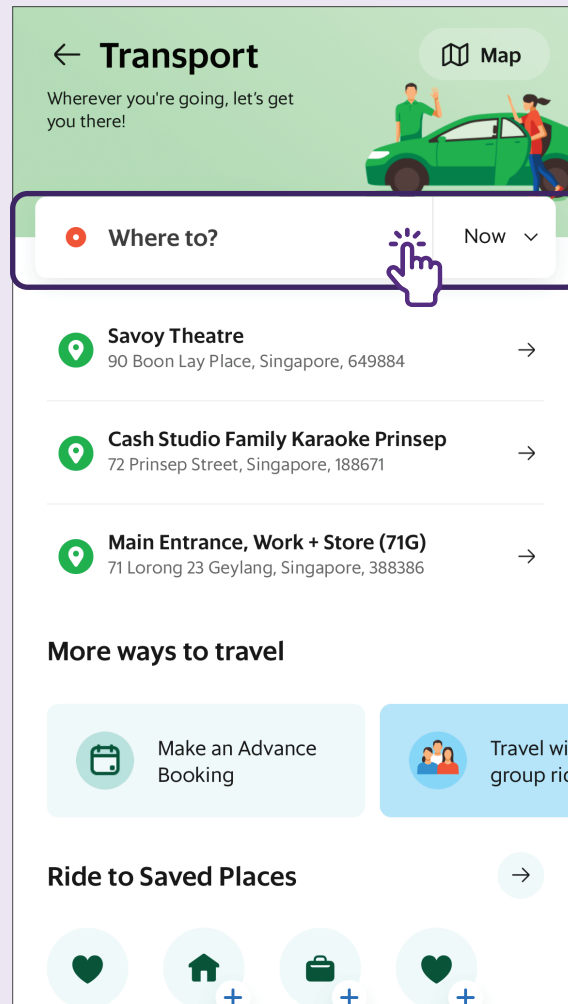 Transport
Map
Wherever you're going, let's get
you there!
Where to?
Now
Savoy Theatre
90 Boon Lay Place, Singapore, 649884
Cash Studio Family Karaoke Prinsep
72 Prinsep Street, Singapore, 188671
Main Entrance, Work + Store (71G)
71 Lorong 23 Geylang, Singapore, 388386
More ways to travel
Make an Advance
Booking
Travel
group
Ride to Saved Places